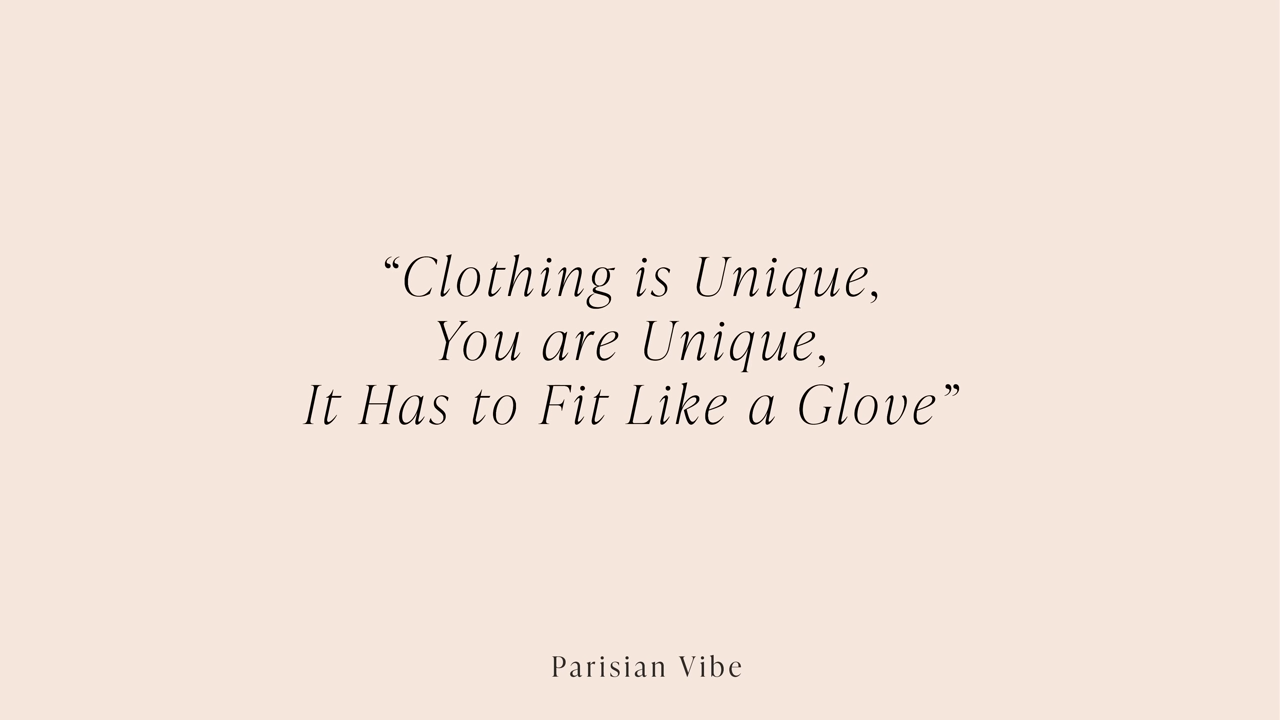 “Clothing is Unique,
You are Unique,
It Has to Fit Like a Glove”
Parisian Vibe